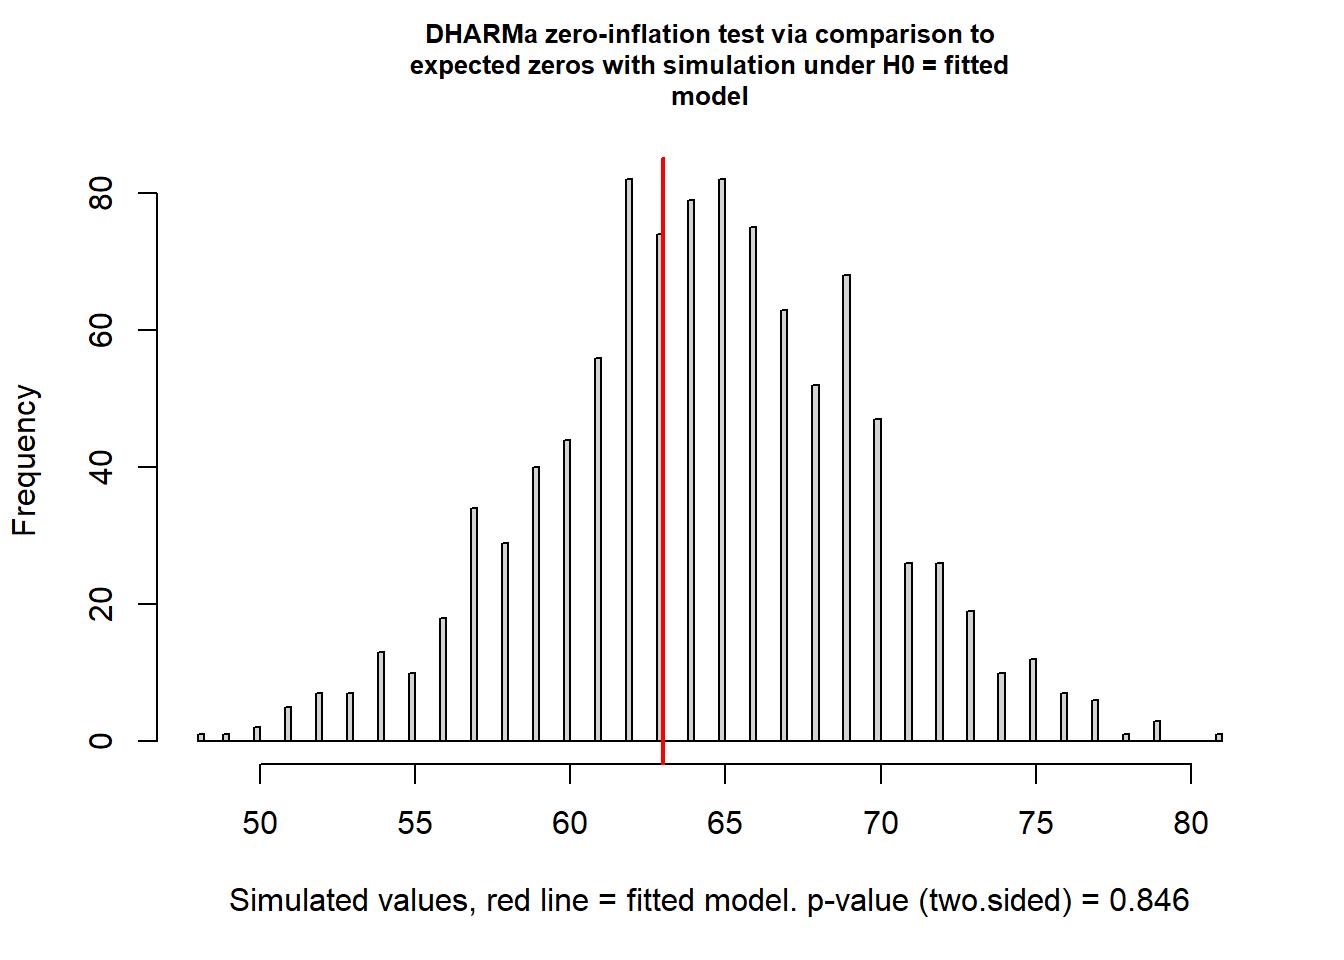 DHARMa zero-inflation test via comparison to
expected zeros with simulation under H0 = fitted
model
Frequency
80
60
40
20
0
50 55 60 65 70 75 80
Simulated values, red line = fitted model. p-value (two.sided) = 0.846